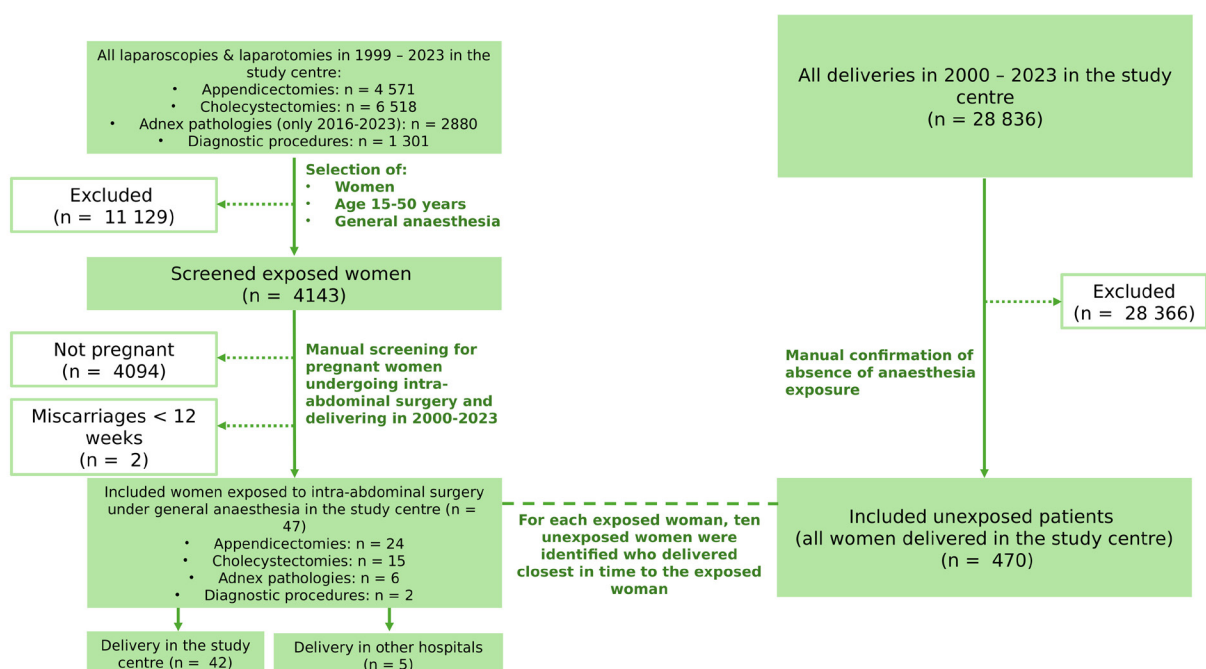 All laparoscopies & laparotomies in 1999 – 2023 in the
study centre:
• Appendicectomies: n = 4 571
• Cholecystectomies: n = 6 518
• Adnex pathologies (only 2016-2023): n = 2880
• Diagnostic procedures: n = 1 301
Selection of:
• Women
• Age 15-50 years
• General anaesthesia
Excluded
(n =  11 129)
Screened exposed women
(n =  4143)
Not pregnant
(n =  4094)
Manual screening for
pregnant women
undergoing intra-
abdominal surgery and
delivering in 2000-2023
Miscarriages < 12
weeks
(n =  2)
Included women exposed to intra-abdominal surgery
under general anaesthesia in the study centre (n =
47)
• Appendicectomies: n = 24
• Cholecystectomies: n = 15
• Adnex pathologies: n = 6
• Diagnostic procedures: n = 2
Delivery in the study
centre (n =  42)
Delivery in other hospitals
(n = 5)
For each exposed woman, ten
unexposed women were
identified who delivered
closest in time to the exposed
woman
All deliveries in 2000 – 2023 in the study
centre
(n = 28 836)
Excluded
(n =  28 366)
Manual confirmation of
absence of anaesthesia
exposure
Included unexposed patients
(all women delivered in the study centre)
(n =  470)